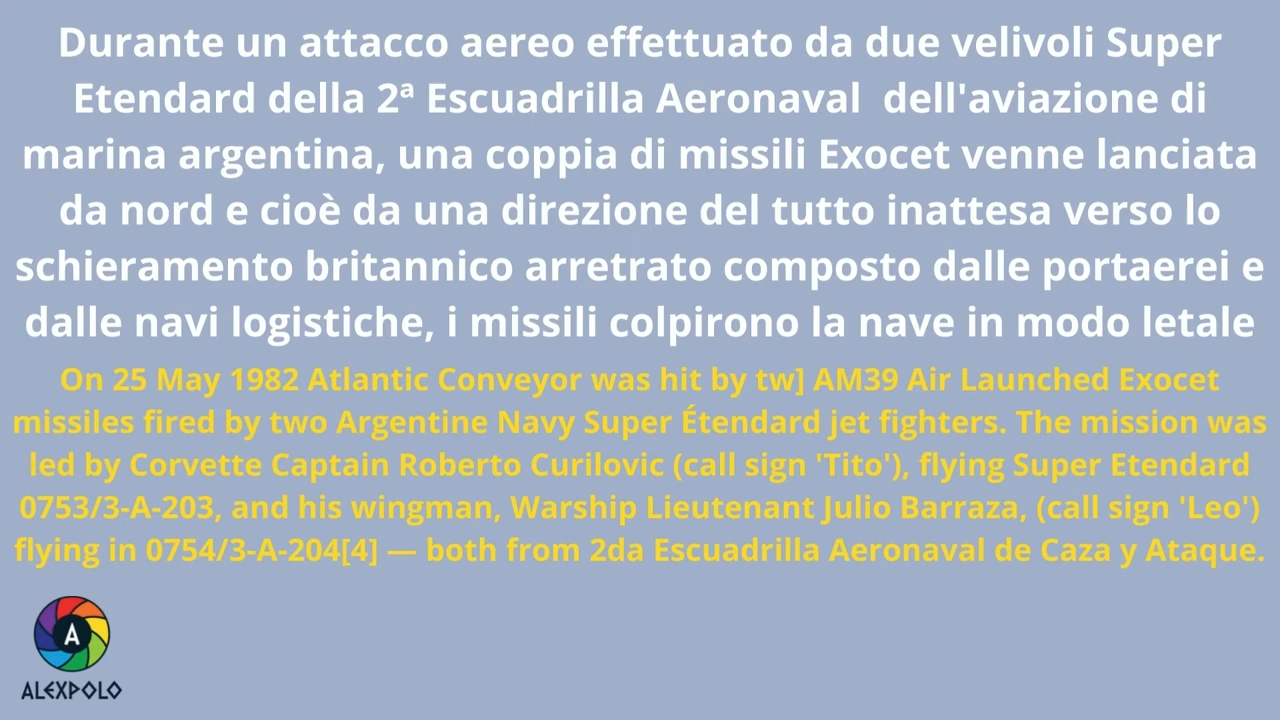 Durante un attacco aereo effettuato da due velivoli Super
Etendard della 2ª Escuadrilla Aeronaval  dell'aviazione di
marina argentina, una coppia di missili Exocet venne lanciata
da nord e cioè da una direzione del tutto inattesa verso lo
schieramento britannico arretrato composto dalle portaerei e
dalle navi logistiche, i missili colpirono la nave in modo letale
On 25 May 1982 Atlantic Conveyor was hit by tw] AM39 Air Launched Exocet
missiles fired by two Argentine Navy Super Étendard jet fighters. The mission was
led by Corvette Captain Roberto Curilovic (call sign 'Tito'), flying Super Etendard
0753/3-A-203, and his wingman, Warship Lieutenant Julio Barraza, (call sign 'Leo')
flying in 0754/3-A-204[4] — both from 2da Escuadrilla Aeronaval de Caza y Ataque.
A
ALEXPOLO